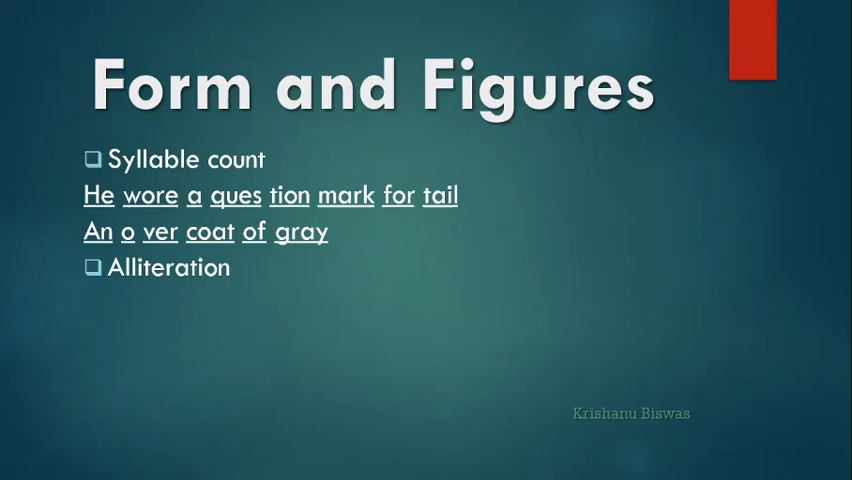 Form and Figures
❑ Syllable count
He wore a ques tion mark for tail
An o ver coat of gray
❑ Alliteration
Krishanu Biswas